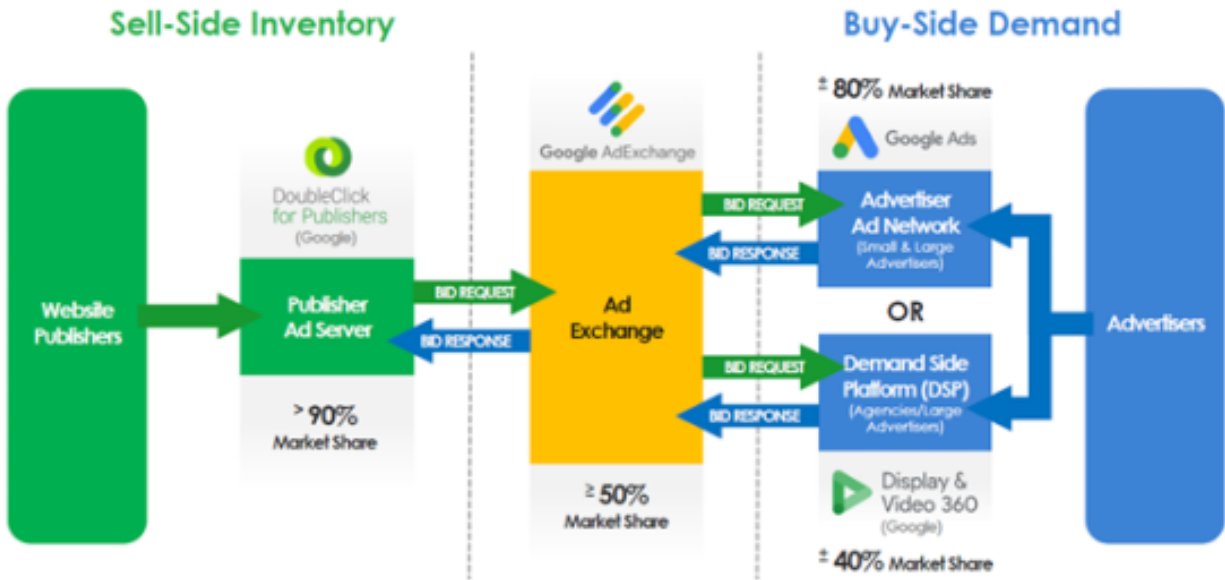 Sell-Side Inventory
Buy-Side Demand
Website
Publishers
DoubleClick
for Publishers
(Google)
Publisher
Ad Server
> 90%
Market Share
BID REQUEST
BID RESPONSE
Google AdExchange
Ad
Exchange
≥ 50%
Market Share
BID REQUEST
BID RESPONSE
BID REQUEST
BID RESPONSE
± 80% Market Share
Google Ads
Advertiser
Ad Network
(Small & Large
Advertisers)
OR
Demand Side
Platform (DSP)
(Agencies/Large
Advertisers)
Display &
Video 360
(Google)
± 40% Market Share
Advertisers